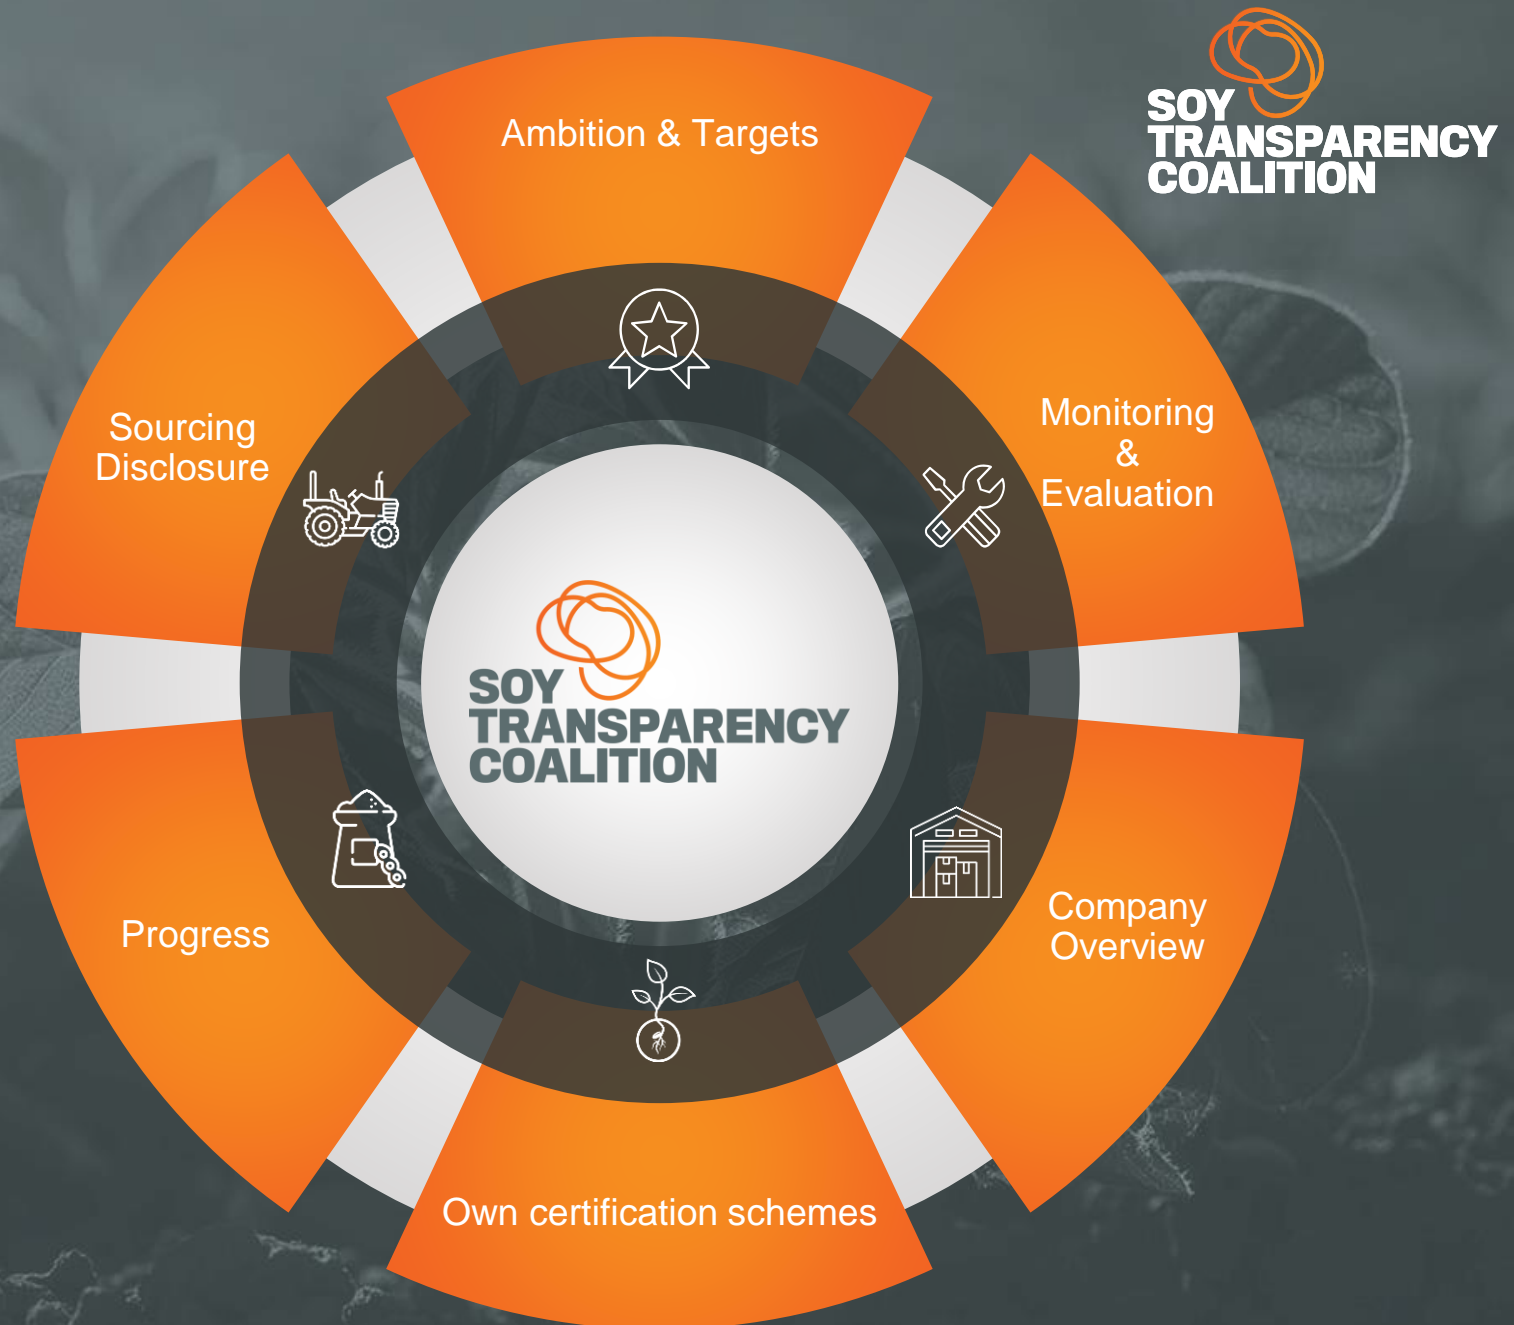 SOY
TRANSPARENCY
COALITION
Ambition & Targets
Monitoring
&
Evaluation
Company
Overview
Own certification schemes
Progress
Sourcing
Disclosure
SOY
TRANSPARENCY
COALITION